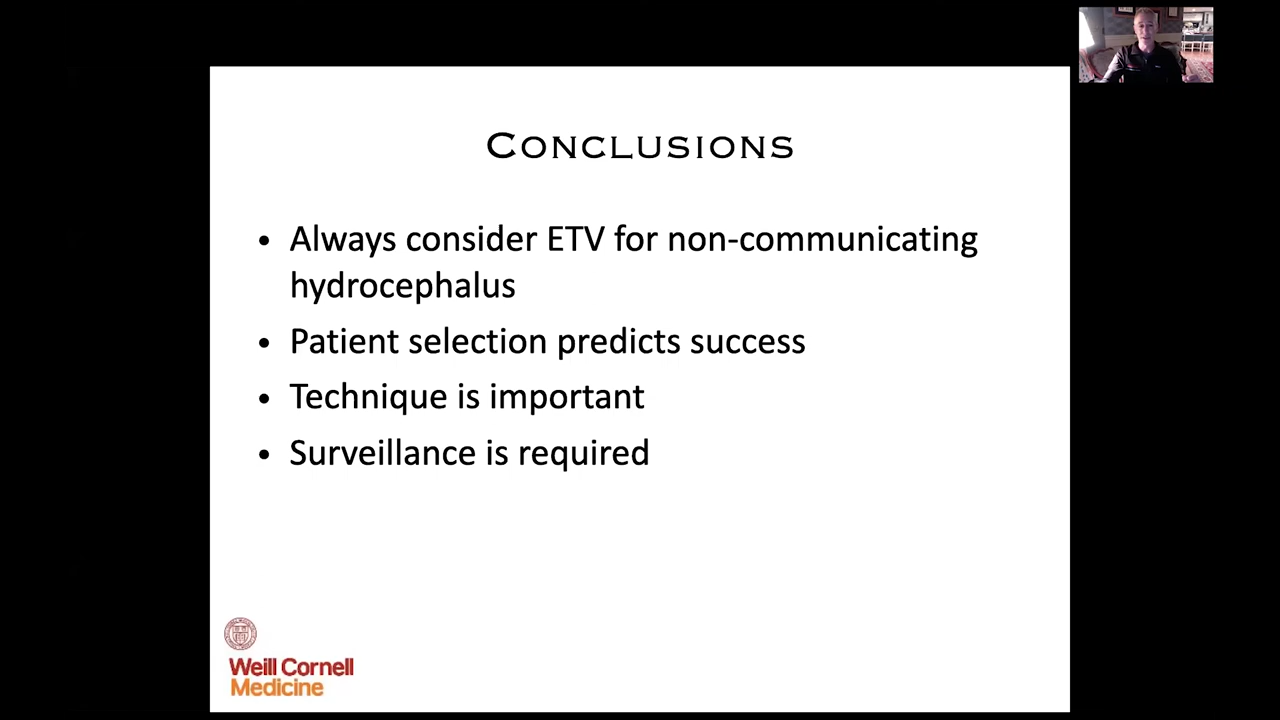 CONCLUSIONS
• Always consider ETV for non-communicating
hydrocephalus
• Patient selection predicts success
• Technique is important
• Surveillance is required
Weill Cornell
Medicine